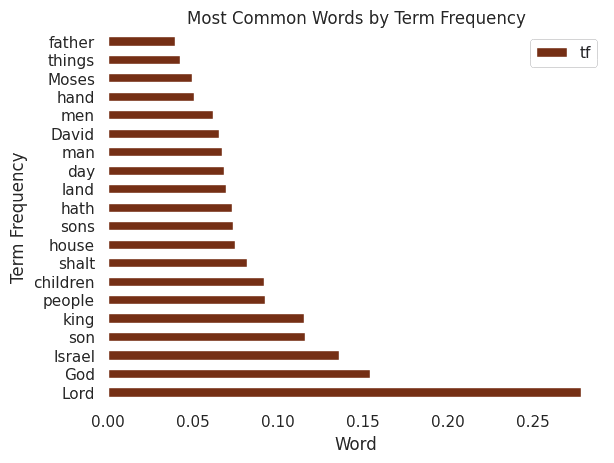 Most Common Words by Term Frequency
tf
father
things
Moses
hand
men
David
man
day
land
hath
sons
house
shalt
children
people
king
son
Israel
God
Lord
Term Frequency
0.00 0.05 0.10 0.15 0.20 0.25
Word